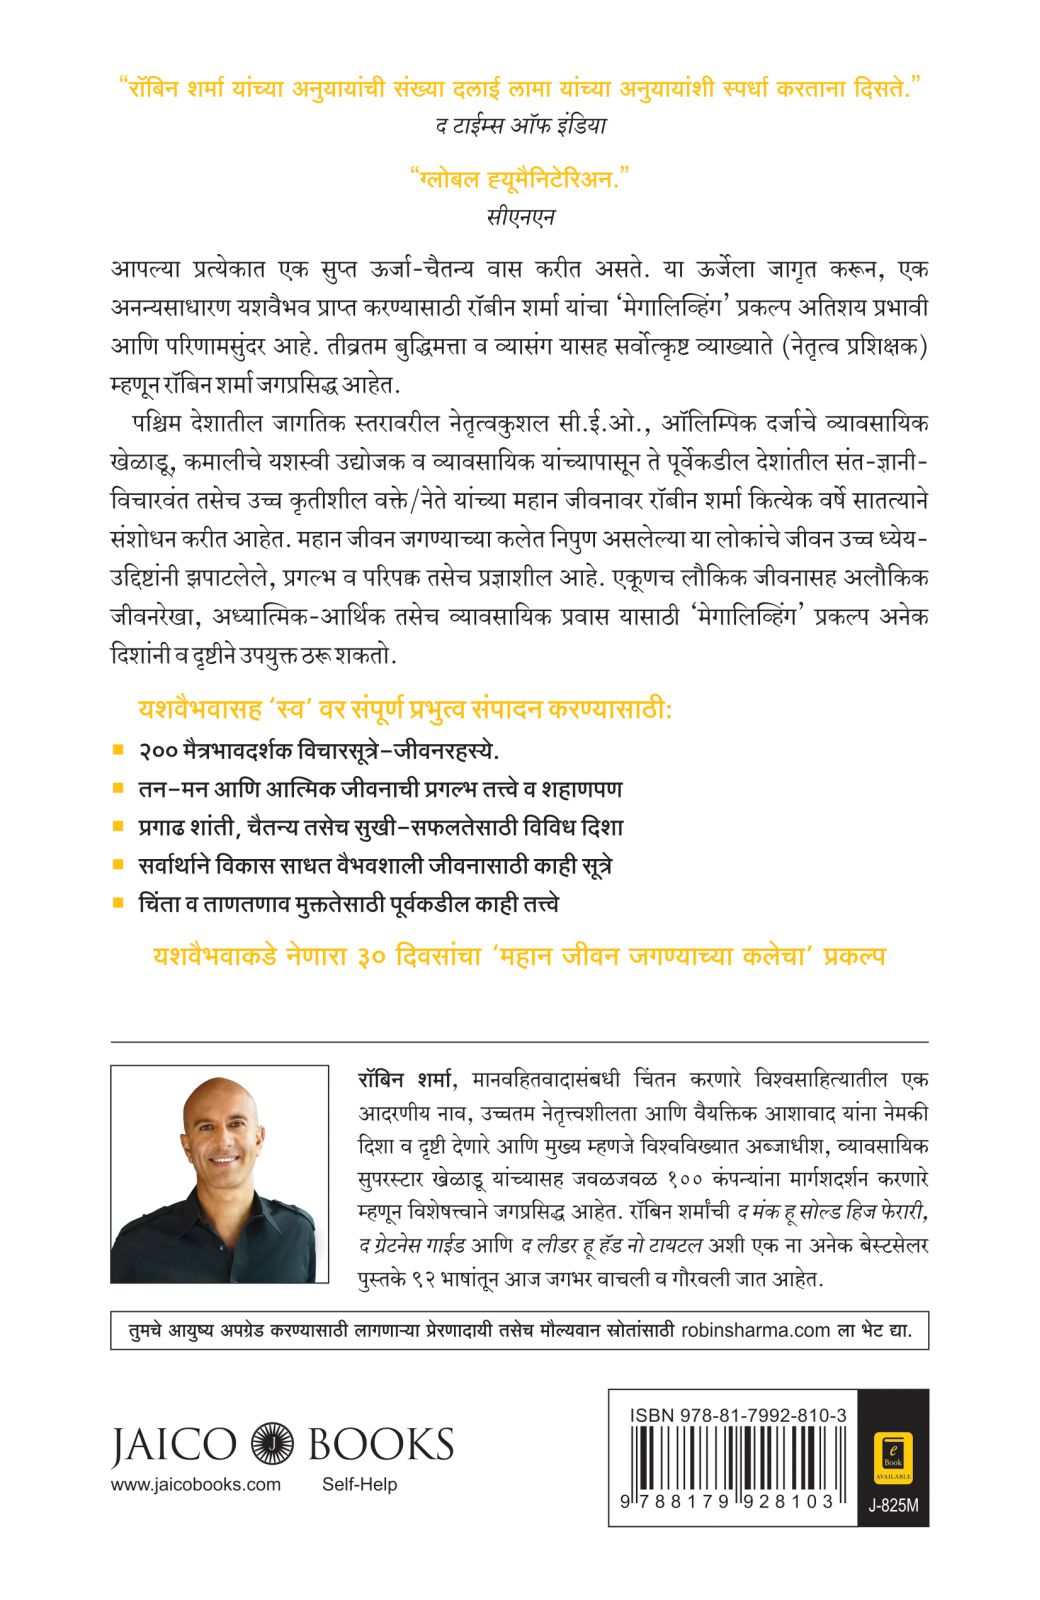 “रॉबिन शर्मा यांच्या अनुयायांची संख्या दलाई लामा यांच्या अनुयायांशी स्पर्धा करताना दिसते.”
द टाईम्स ऑफ इंडिया
“ग्लोबल ह्यूमैनिटेरिअन.”
सीएनएन
आपल्या प्रत्येकात एक सुप्त ऊर्जा-चैतन्य वास करीत असते. या ऊर्जेला जागृत करून, एक
अनन्यसाधारण यशवैभव प्राप्त करण्यासाठी रॉबीन शर्मा यांचा ‘मेगालिव्हिंग’ प्रकल्प अतिशय प्रभावी
आणि परिणामसुंदर आहे. तीव्रतम बुद्धिमत्ता व व्यासंग यासह सर्वोत्कृष्ट व्याख्याते (नेतृत्व प्रशिक्षक)
म्हणून रॉबिन शर्मा जगप्रसिद्ध आहेत.
पश्चिम देशातील जागतिक स्तरावरील नेतृत्वकुशल सी.ई.ओ., ऑलिम्पिक दर्जाचे व्यावसायिक
खेळाडू, कमालीचे यशस्वी उद्योजक व व्यावसायिक यांच्यापासून ते पूर्वेकडील देशांतील संत-ज्ञानी-
विचारवंत तसेच उच्च कृतीशील वक्ते/नेते यांच्या महान जीवनावर रॉबीन शर्मा कित्येक वर्षे सातत्याने
संशोधन करीत आहेत. महान जीवन जगण्याच्या कलेत निपुण असलेल्या या लोकांचे जीवन उच्च ध्येय-
उद्दिष्टांनी झपाटलेले, प्रगल्भ व परिपक्व तसेच प्रज्ञाशील आहे. एकूणच लौकिक जीवनासह अलौकिक
जीवनरेखा, अध्यात्मिक-आर्थिक तसेच व्यावसायिक प्रवास यासाठी ‘मेगालिव्हिंग’ प्रकल्प अनेक
दिशांनी व दृष्टीने उपयुक्त ठरू शकतो.
यशवैभवासह ‘स्व’ वर संपूर्ण प्रभुत्व संपादन करण्यासाठी:
■ २०० मैत्रभावदर्शक विचारसूत्रे–जीवनरहस्ये.
■ तन–मन आणि आत्मिक जीवनाची प्रगल्भ तत्त्वे व शहाणपण
■ प्रगाढ शांती, चैतन्य तसेच सुखी–सफलतेसाठी विविध दिशा
■ सर्वार्थाने विकास साधत वैभवशाली जीवनासाठी काही सूत्रे
■ चिंता व ताणतणाव मुक्ततेसाठी पूर्वकडील काही तत्त्वे
यशवैभवाकडे नेणारा ३० दिवसांचा ‘महान जीवन जगण्याच्या कलेचा’ प्रकल्प
रॉबिन शर्मा, मानवहितवादासंबधी चिंतन करणारे विश्वसाहित्यातील एक
आदरणीय नाव, उच्चतम नेतृत्त्वशीलता आणि वैयक्तिक आशावाद यांना नेमकी
दिशा व दृष्टी देणारे आणि मुख्य म्हणजे विश्वविख्यात अब्जाधीश, व्यावसायिक
सुपरस्टार खेळाडू यांच्यासह जवळजवळ १०० कंपन्यांना मार्गशदर्शन करणारे
म्हणून विशेषत्त्वाने जगप्रसिद्ध आहेत. रॉबिन शर्मांची द मंक हू सोल्ड हिज फेरारी,
द ग्रेटनेस गाईड आणि द लीडर हू हॅड नो टायटल अशी एक ना अनेक बेस्टसेलर
पुस्तके ९२ भाषांतून आज जगभर वाचली व गौरवली जात आहेत.
तुमचे आयुष्य अपग्रेड करण्यासाठी लागणाऱ्या प्रेरणादायी तसेच मौल्यवान स्रोतांसाठी robinsharma.com ला भेट द्या.
JAICO J BOOKS
www.jaicobooks.com Self-Help
ISBN 978-81-7992-810-3
9 788179 928103
e
Book
AVAILABLE
J-825M